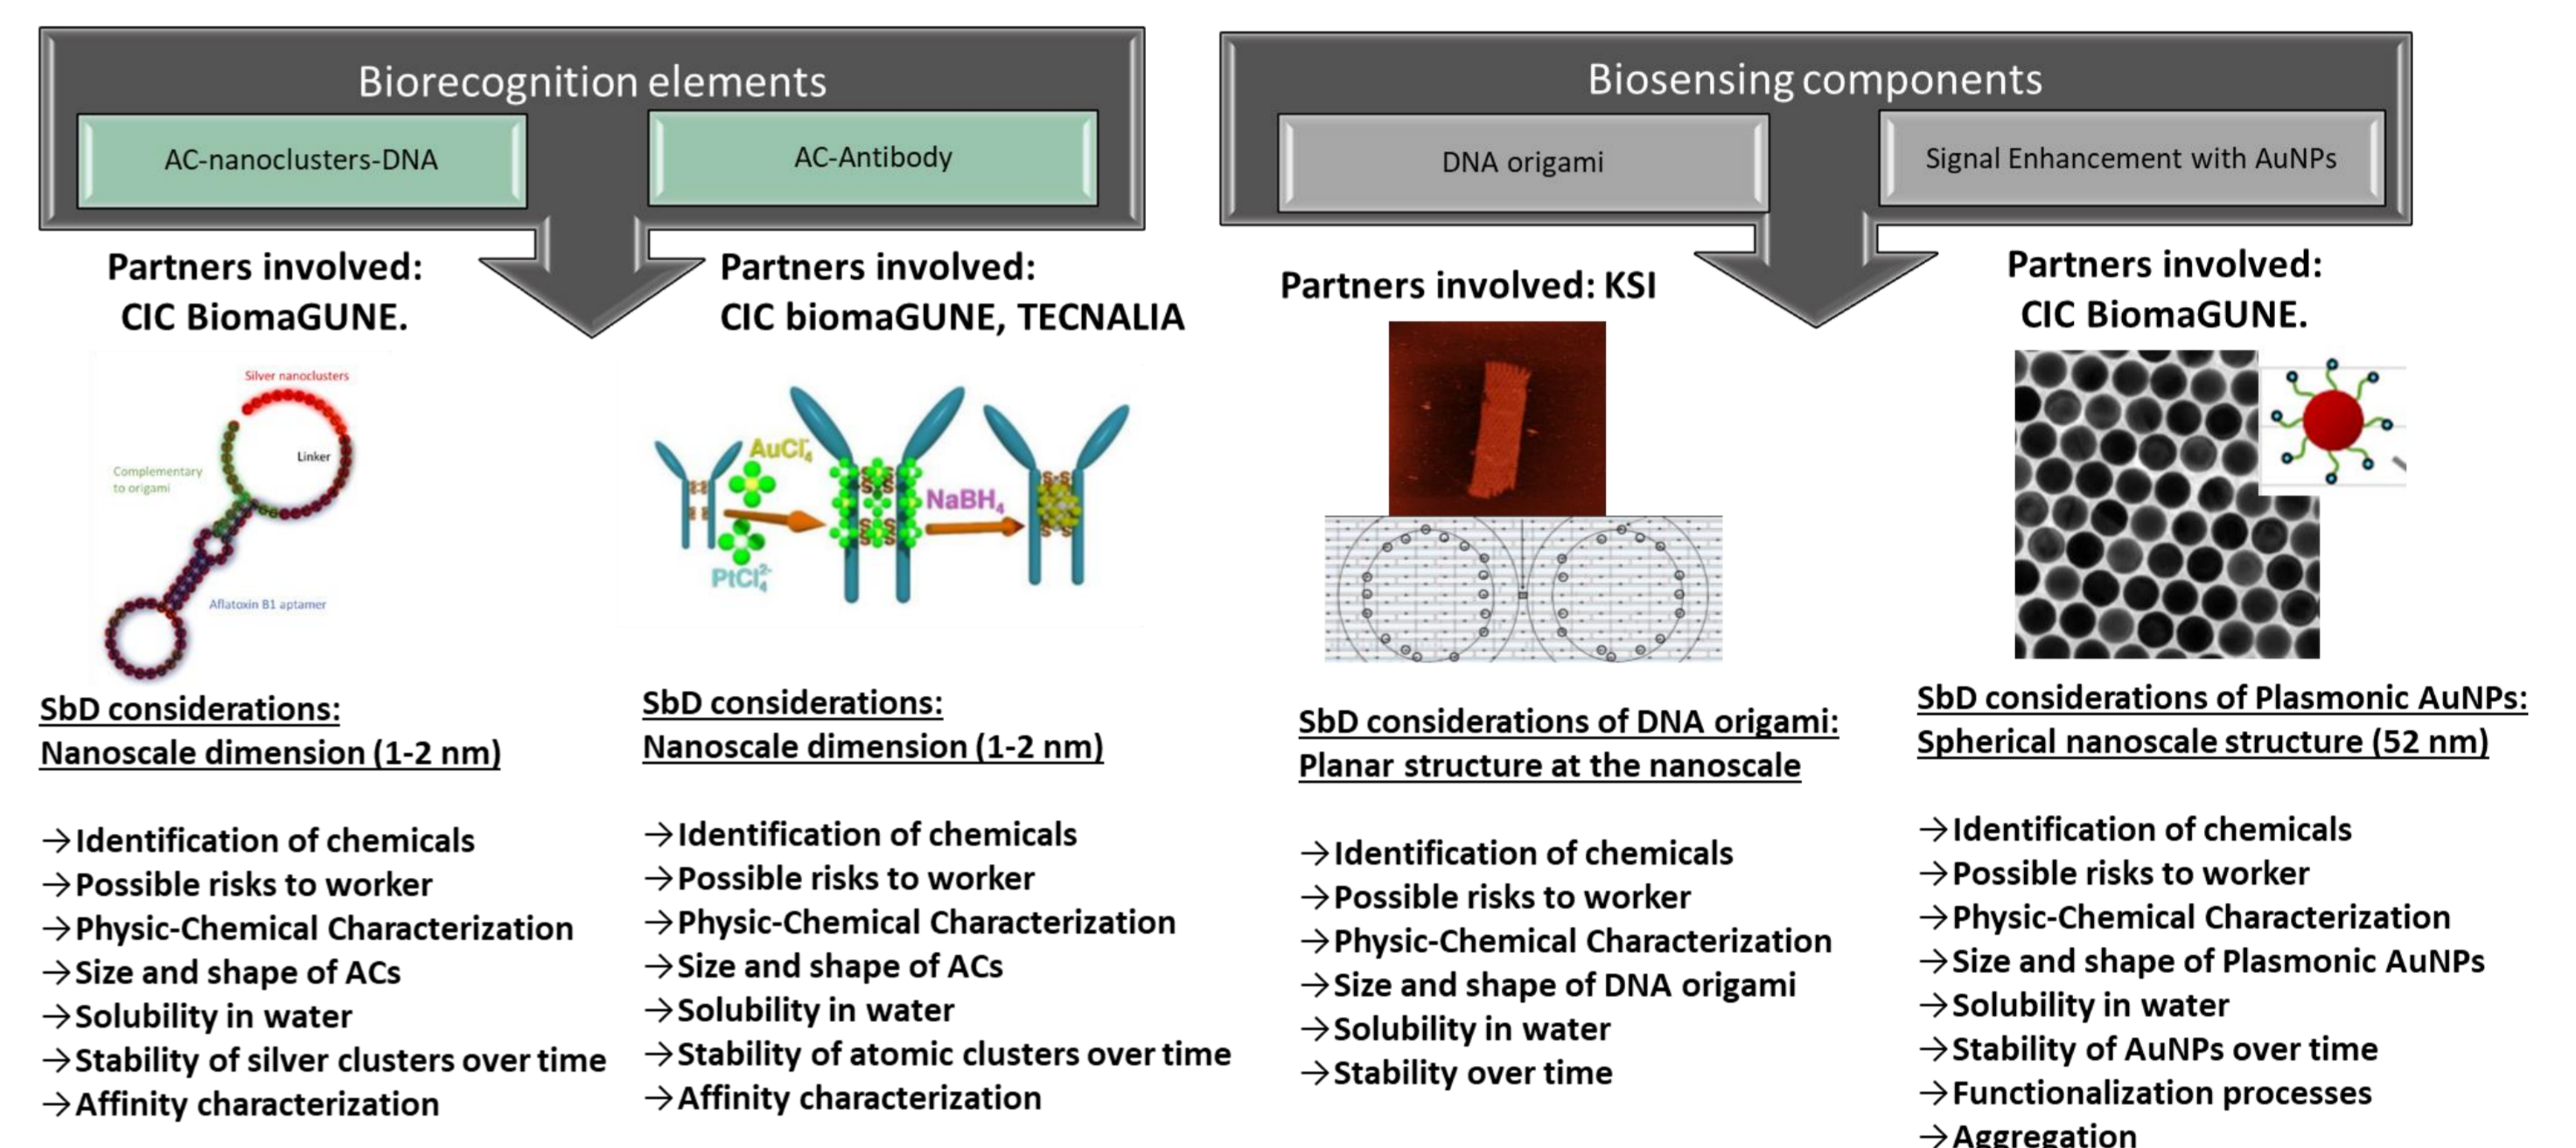 Biorecognition elements
AC-nanoclusters-DNA
AC-Antibody
Partners involved:
CIC BiomaGUNE.
Partners involved:
CIC biomaGUNE, TECNALIA
Silver nanoclusters
Linker
Complementary
to origami
Aflatoxin B1 aptamer
AuCl₄⁻
PtCl₄²⁻
NaBH₄
S-S
SbD considerations:
Nanoscale dimension (1-2 nm)
→Identification of chemicals
→Possible risks to worker
→Physic-Chemical Characterization
→Size and shape of ACs
→Solubility in water
→Stability of silver clusters over time
→Affinity characterization
SbD considerations:
Nanoscale dimension (1-2 nm)
→Identification of chemicals
→Possible risks to worker
→Physic-Chemical Characterization
→Size and shape of ACs
→Solubility in water
→Stability of atomic clusters over time
→Affinity characterization
Biosensing components
DNA origami
Signal Enhancement with AuNPs
Partners involved: KSI
Partners involved:
CIC BiomaGUNE.
SbD considerations of DNA origami:
Planar structure at the nanoscale
→Identification of chemicals
→Possible risks to worker
→Physic-Chemical Characterization
→Size and shape of DNA origami
→Solubility in water
→Stability over time
SbD considerations of Plasmonic AuNPs:
Spherical nanoscale structure (52 nm)
→Identification of chemicals
→Possible risks to worker
→Physic-Chemical Characterization
→Size and shape of Plasmonic AuNPs
→Solubility in water
→Stability of AuNPs over time
→Functionalization processes
→Aggregation